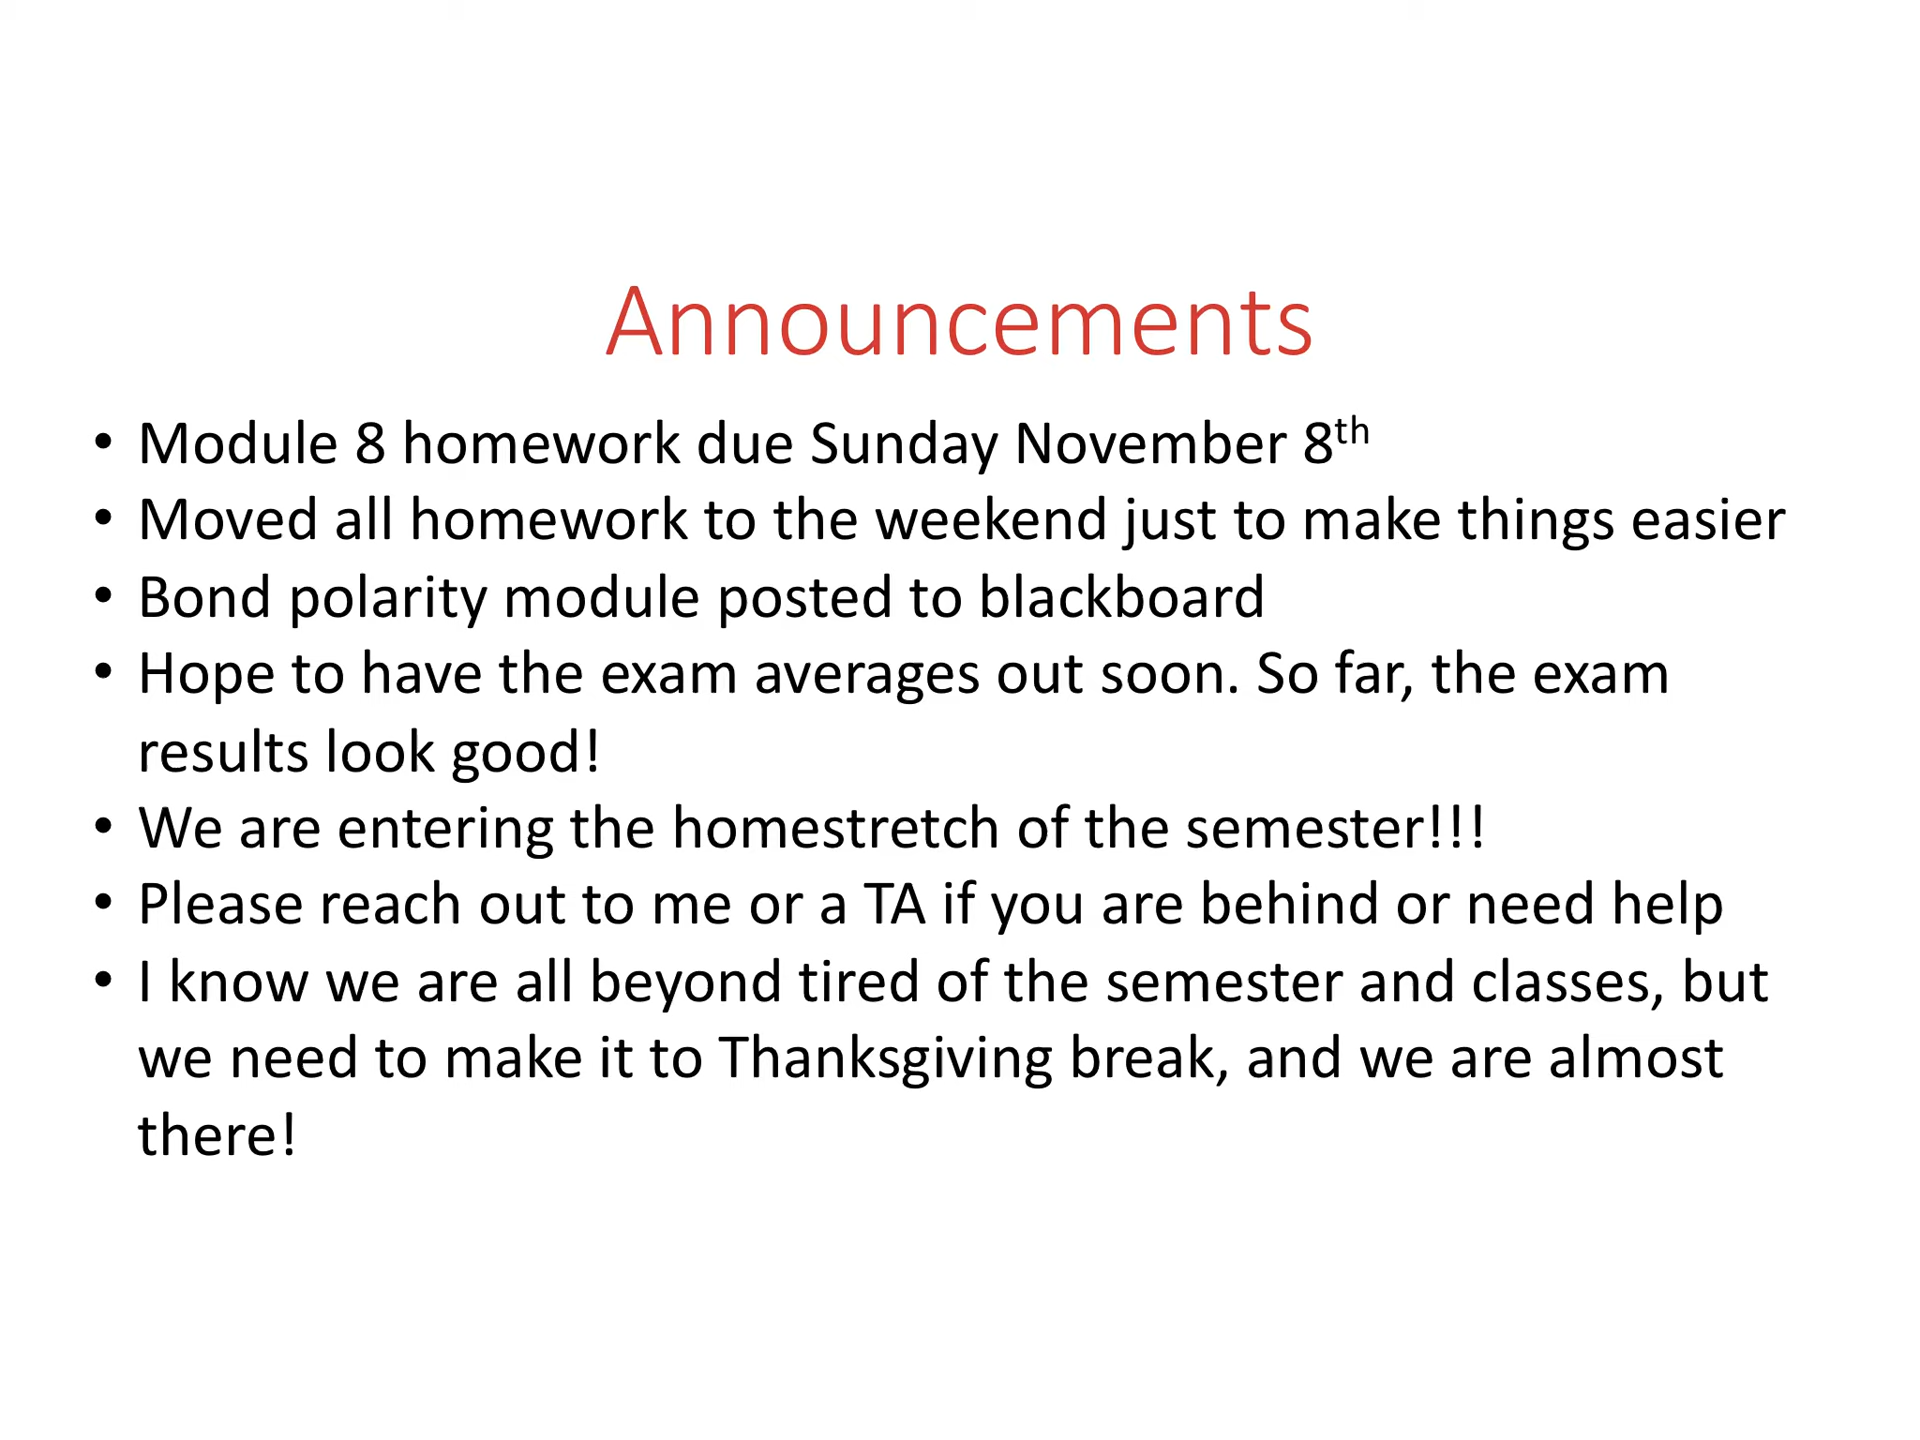 Announcements
• Module 8 homework due Sunday November 8th
• Moved all homework to the weekend just to make things easier
• Bond polarity module posted to blackboard
• Hope to have the exam averages out soon. So far, the exam
results look good!
• We are entering the homestretch of the semester!!!
• Please reach out to me or a TA if you are behind or need help
• I know we are all beyond tired of the semester and classes, but
we need to make it to Thanksgiving break, and we are almost
there!